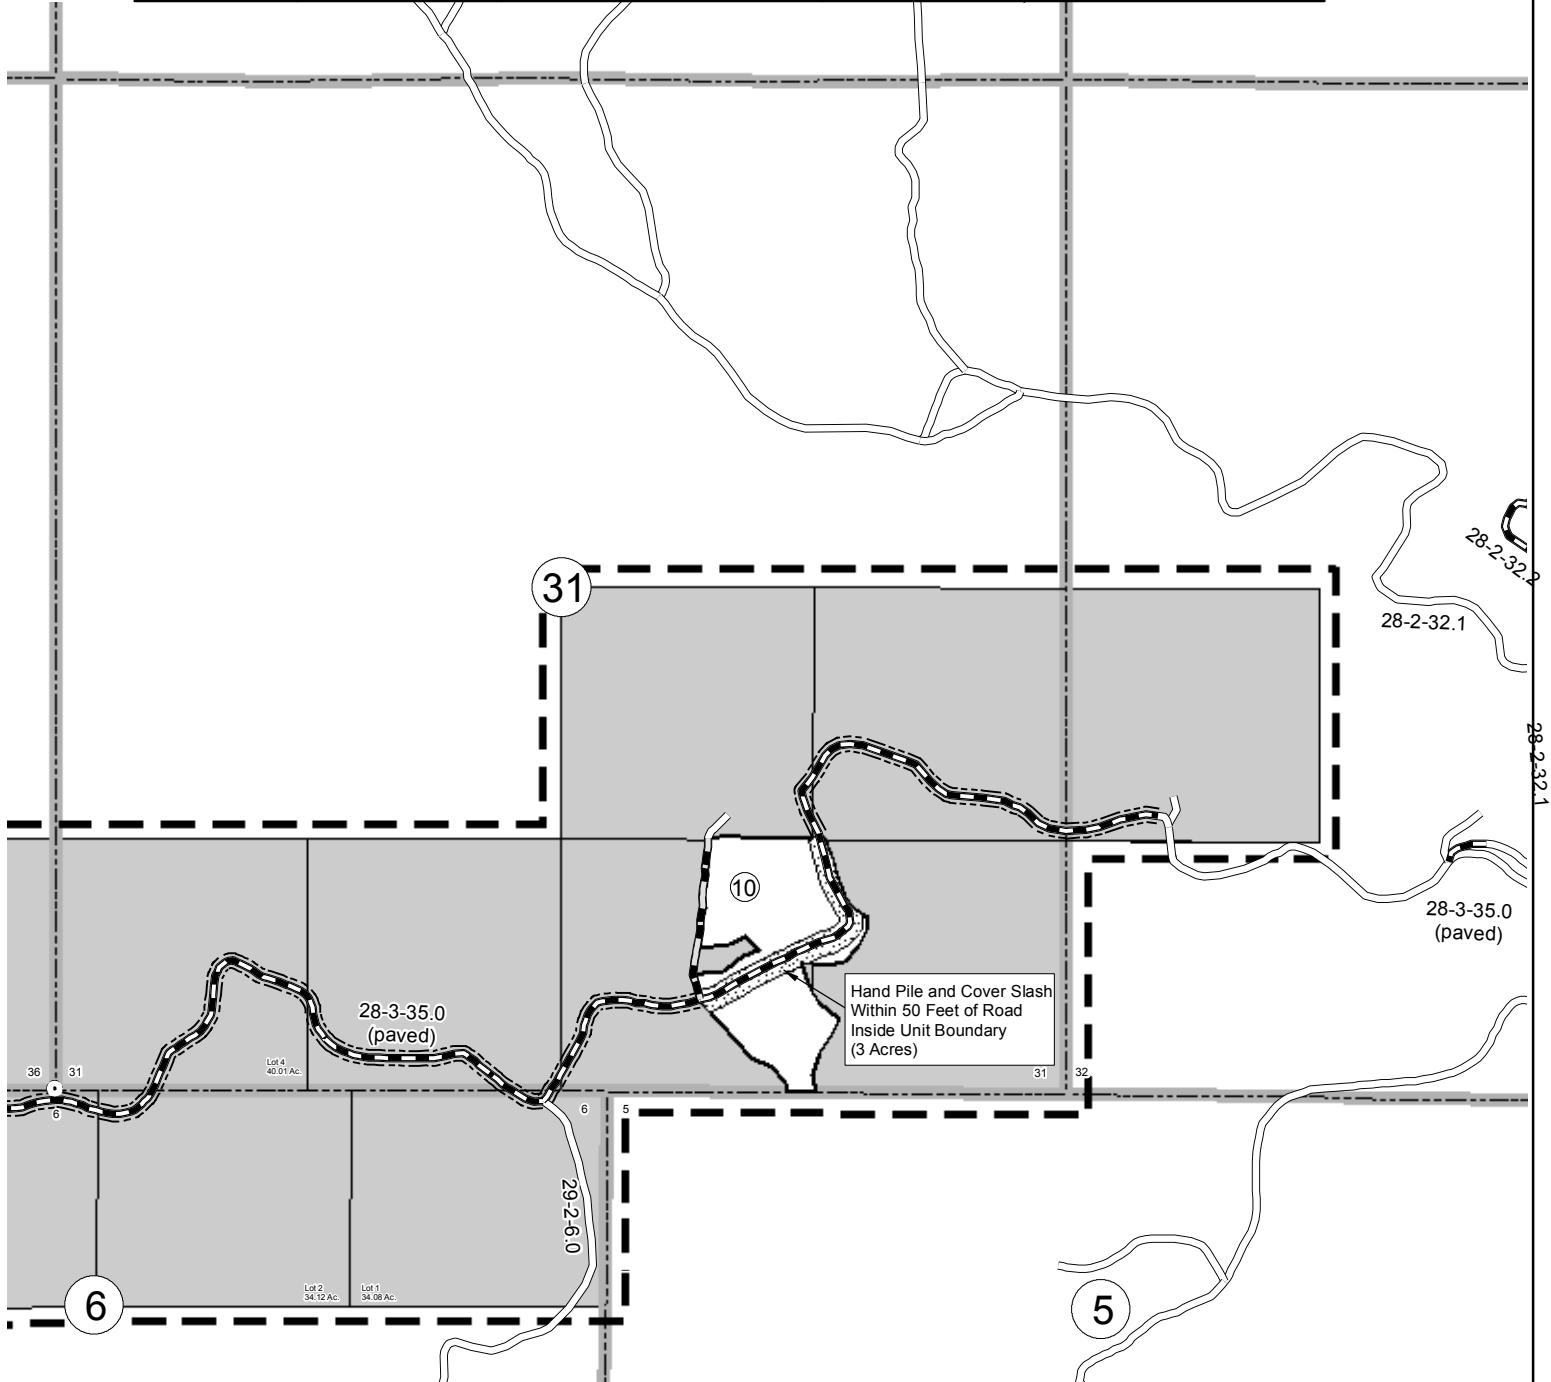 28-2-32.2
31
28-2-32.1
28-2-32.1
10
28-3-35.0
(paved)
Hand Pile and Cover Slash
Within 50 Feet of Road
Inside Unit Boundary
(3 Acres)
28-3-35.0
(paved)
Lot 4
40.01 Ac.
36
31
31
32
6
6
5
29-2-6.0
Lot 2
34.12 Ac.
Lot 1
34.08 Ac.
6
5